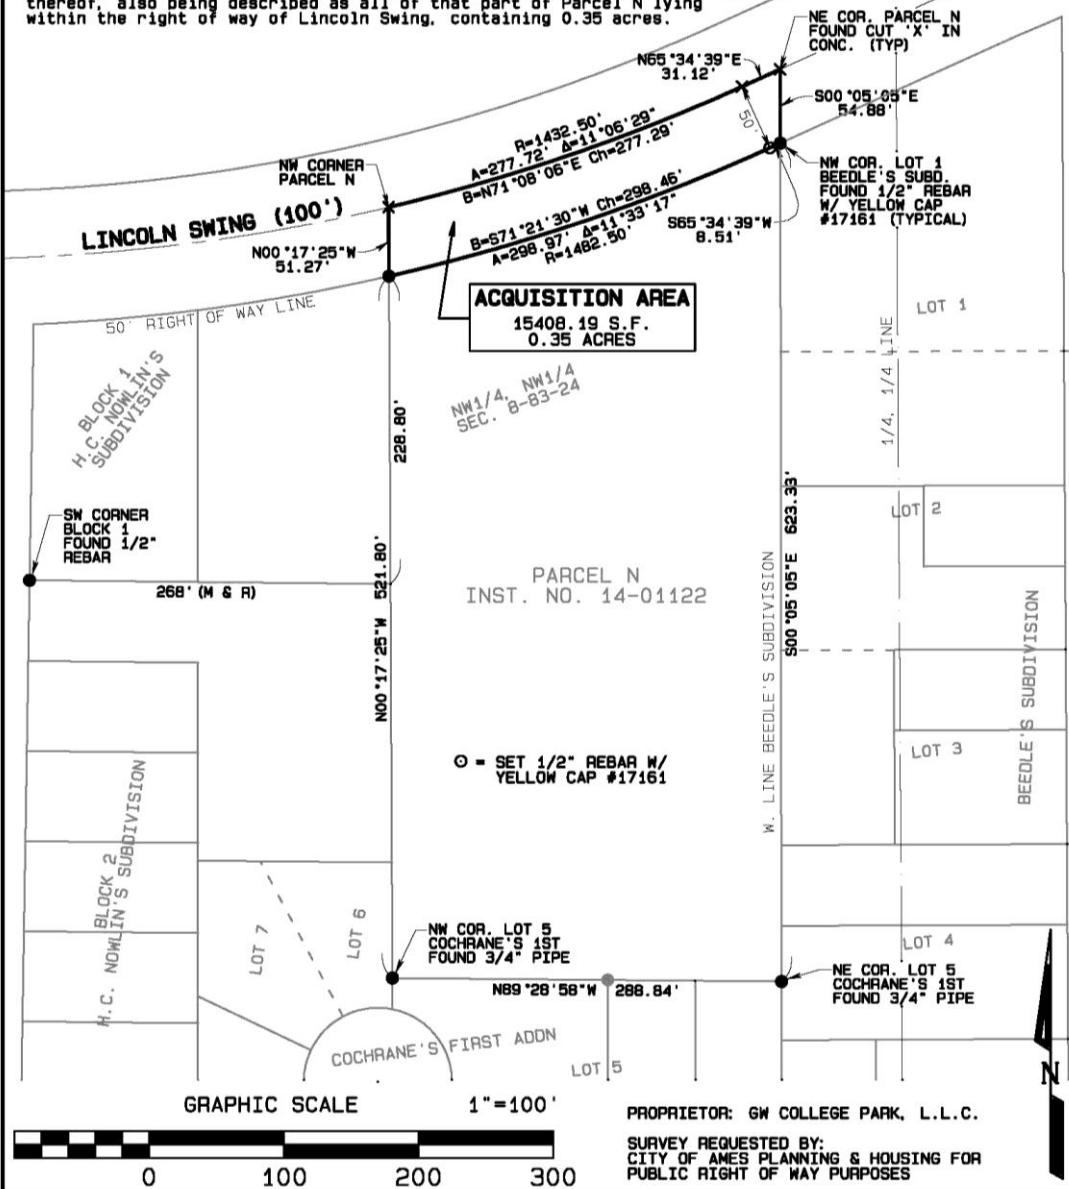 thereof, also being described as all of that part of Parcel N lying
within the right of way of Lincoln Swing, containing 0.35 acres.
NE COR. PARCEL N
FOUND CUT 'X' IN
CONC. (TYP)
N65°34'39"E
31.12'
S00°05'05"E
54.88'
50'
R=1432.50'
A=277.72' Δ=11°06'29"
B=N71°08'06"E Ch=277.29'
NW CORNER
PARCEL N
NW COR. LOT 1
BEEDLE'S SUBD.
FOUND 1/2" REBAR
W/ YELLOW CAP
#17161 (TYPICAL)
LINCOLN SWING (100')
B=S71°21'30"W Ch=298.46'
A=298.97' Δ=11°33'17"
R=1482.50'
S65°34'39"W
8.51'
N00°17'25"W
51.27'
ACQUISITION AREA
15408.19 S.F.
0.35 ACRES
50' RIGHT OF WAY LINE
LOT 1
1/4, 1/4 LINE
BLOCK 1
H.C. NOWLIN'S
SUBDIVISION
NW1/4, NW1/4
SEC. 8-83-24
228.80'
SW CORNER
BLOCK 1
FOUND 1/2"
REBAR
LOT 2
268' (M & R)
PARCEL N
INST. NO. 14-01122
N00°17'25"W 521.80'
W. LINE BEEDLE'S SUBDIVISION
S00°05'05"E 623.33'
BEEDLE'S SUBDIVISION
LOT 3
= SET 1/2" REBAR W/
YELLOW CAP #17161
BLOCK 2
H.C. NOWLIN'S SUBDIVISION
LOT 7
LOT 6
NW COR. LOT 5
COCHRANE'S 1ST
FOUND 3/4" PIPE
LOT 4
N89°28'58"W 288.84'
NE COR. LOT 5
COCHRANE'S 1ST
FOUND 3/4" PIPE
COCHRANE'S FIRST ADDN
LOT 5
N
GRAPHIC SCALE 1"=100'
0 100 200 300
PROPRIETOR: GW COLLEGE PARK, L.L.C.
SURVEY REQUESTED BY:
CITY OF AMES PLANNING & HOUSING FOR
PUBLIC RIGHT OF WAY PURPOSES